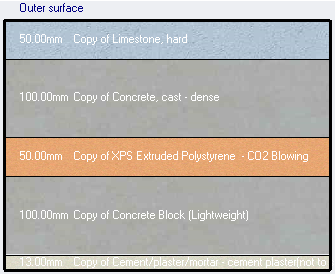 Outer surface
50.00mm Copy of Limestone, hard
100.00mm Copy of Concrete, cast - dense
50.00mm Copy of XPS Extruded Polystyrene - CO2 Blowing
100.00mm Copy of Concrete Block (Lightweight)
13.00mm Copy of Cement/plaster/mortar - cement plaster(not to